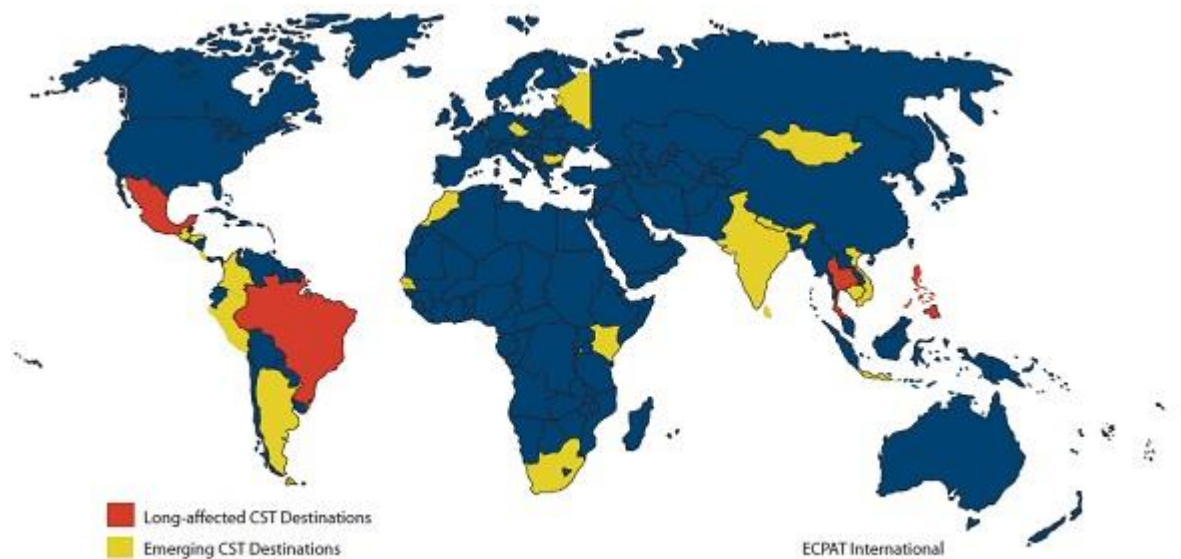 Long-affected CST Destinations
Emerging CST Destinations
ECPAT International